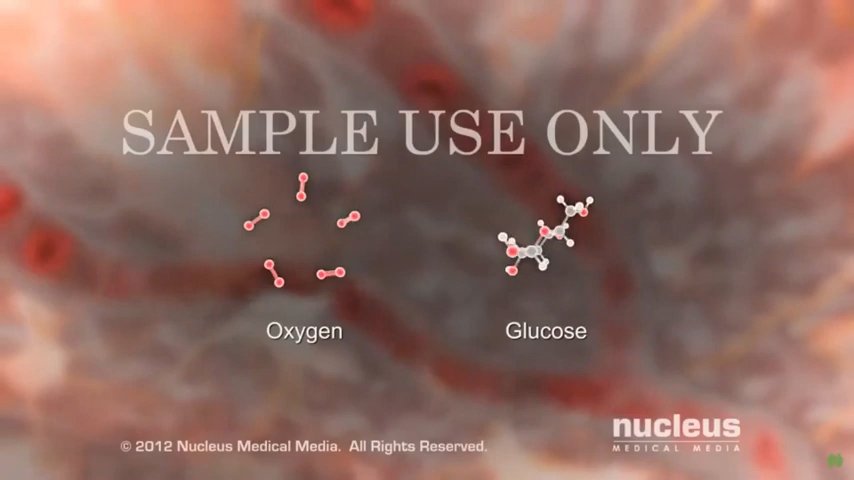 SAMPLE USE ONLY
Oxygen
Glucose
© 2012 Nucleus Medical Media. All Rights Reserved.
nucleus
MEDICAL MEDIA